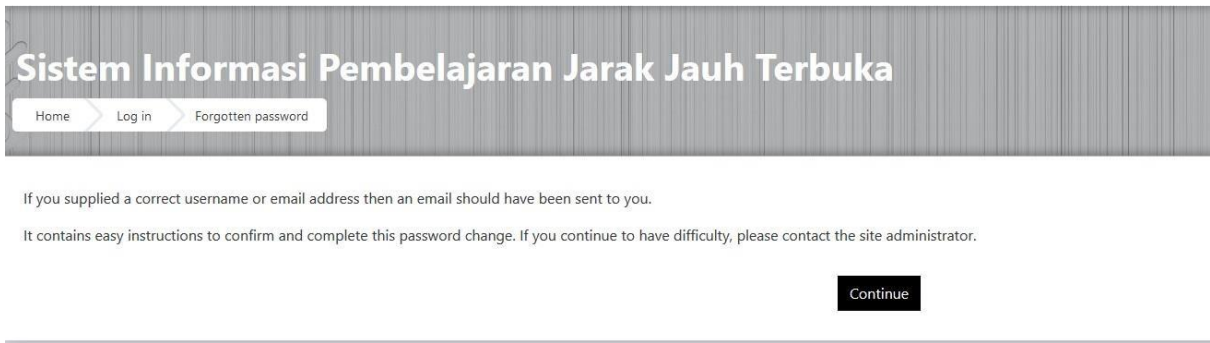 Sistem Informasi Pembelajaran Jarak Jauh Terbuka
Home Log in Forgotten password
If you supplied a correct username or email address then an email should have been sent to you.
It contains easy instructions to confirm and complete this password change. If you continue to have difficulty, please contact the site administrator.
Continue